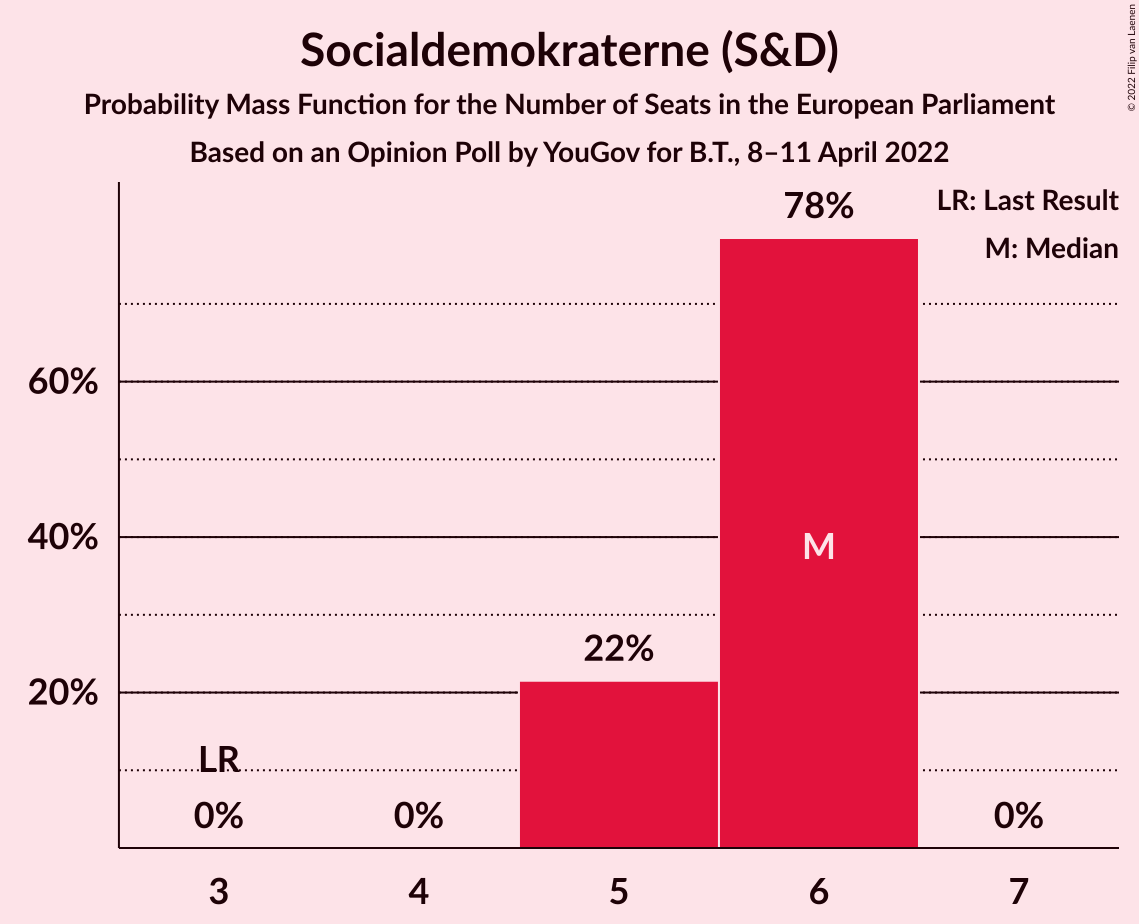 Socialdemokraterne (S&D)
Probability Mass Function for the Number of Seats in the European Parliament
Based on an Opinion Poll by YouGov for B.T., 8–11 April 2022
© 2022 Filip van Laenen
LR: Last Result
M: Median
78%
60%
40%
M
22%
20%
LR
0%
0%
0%
3
4
5
6
7